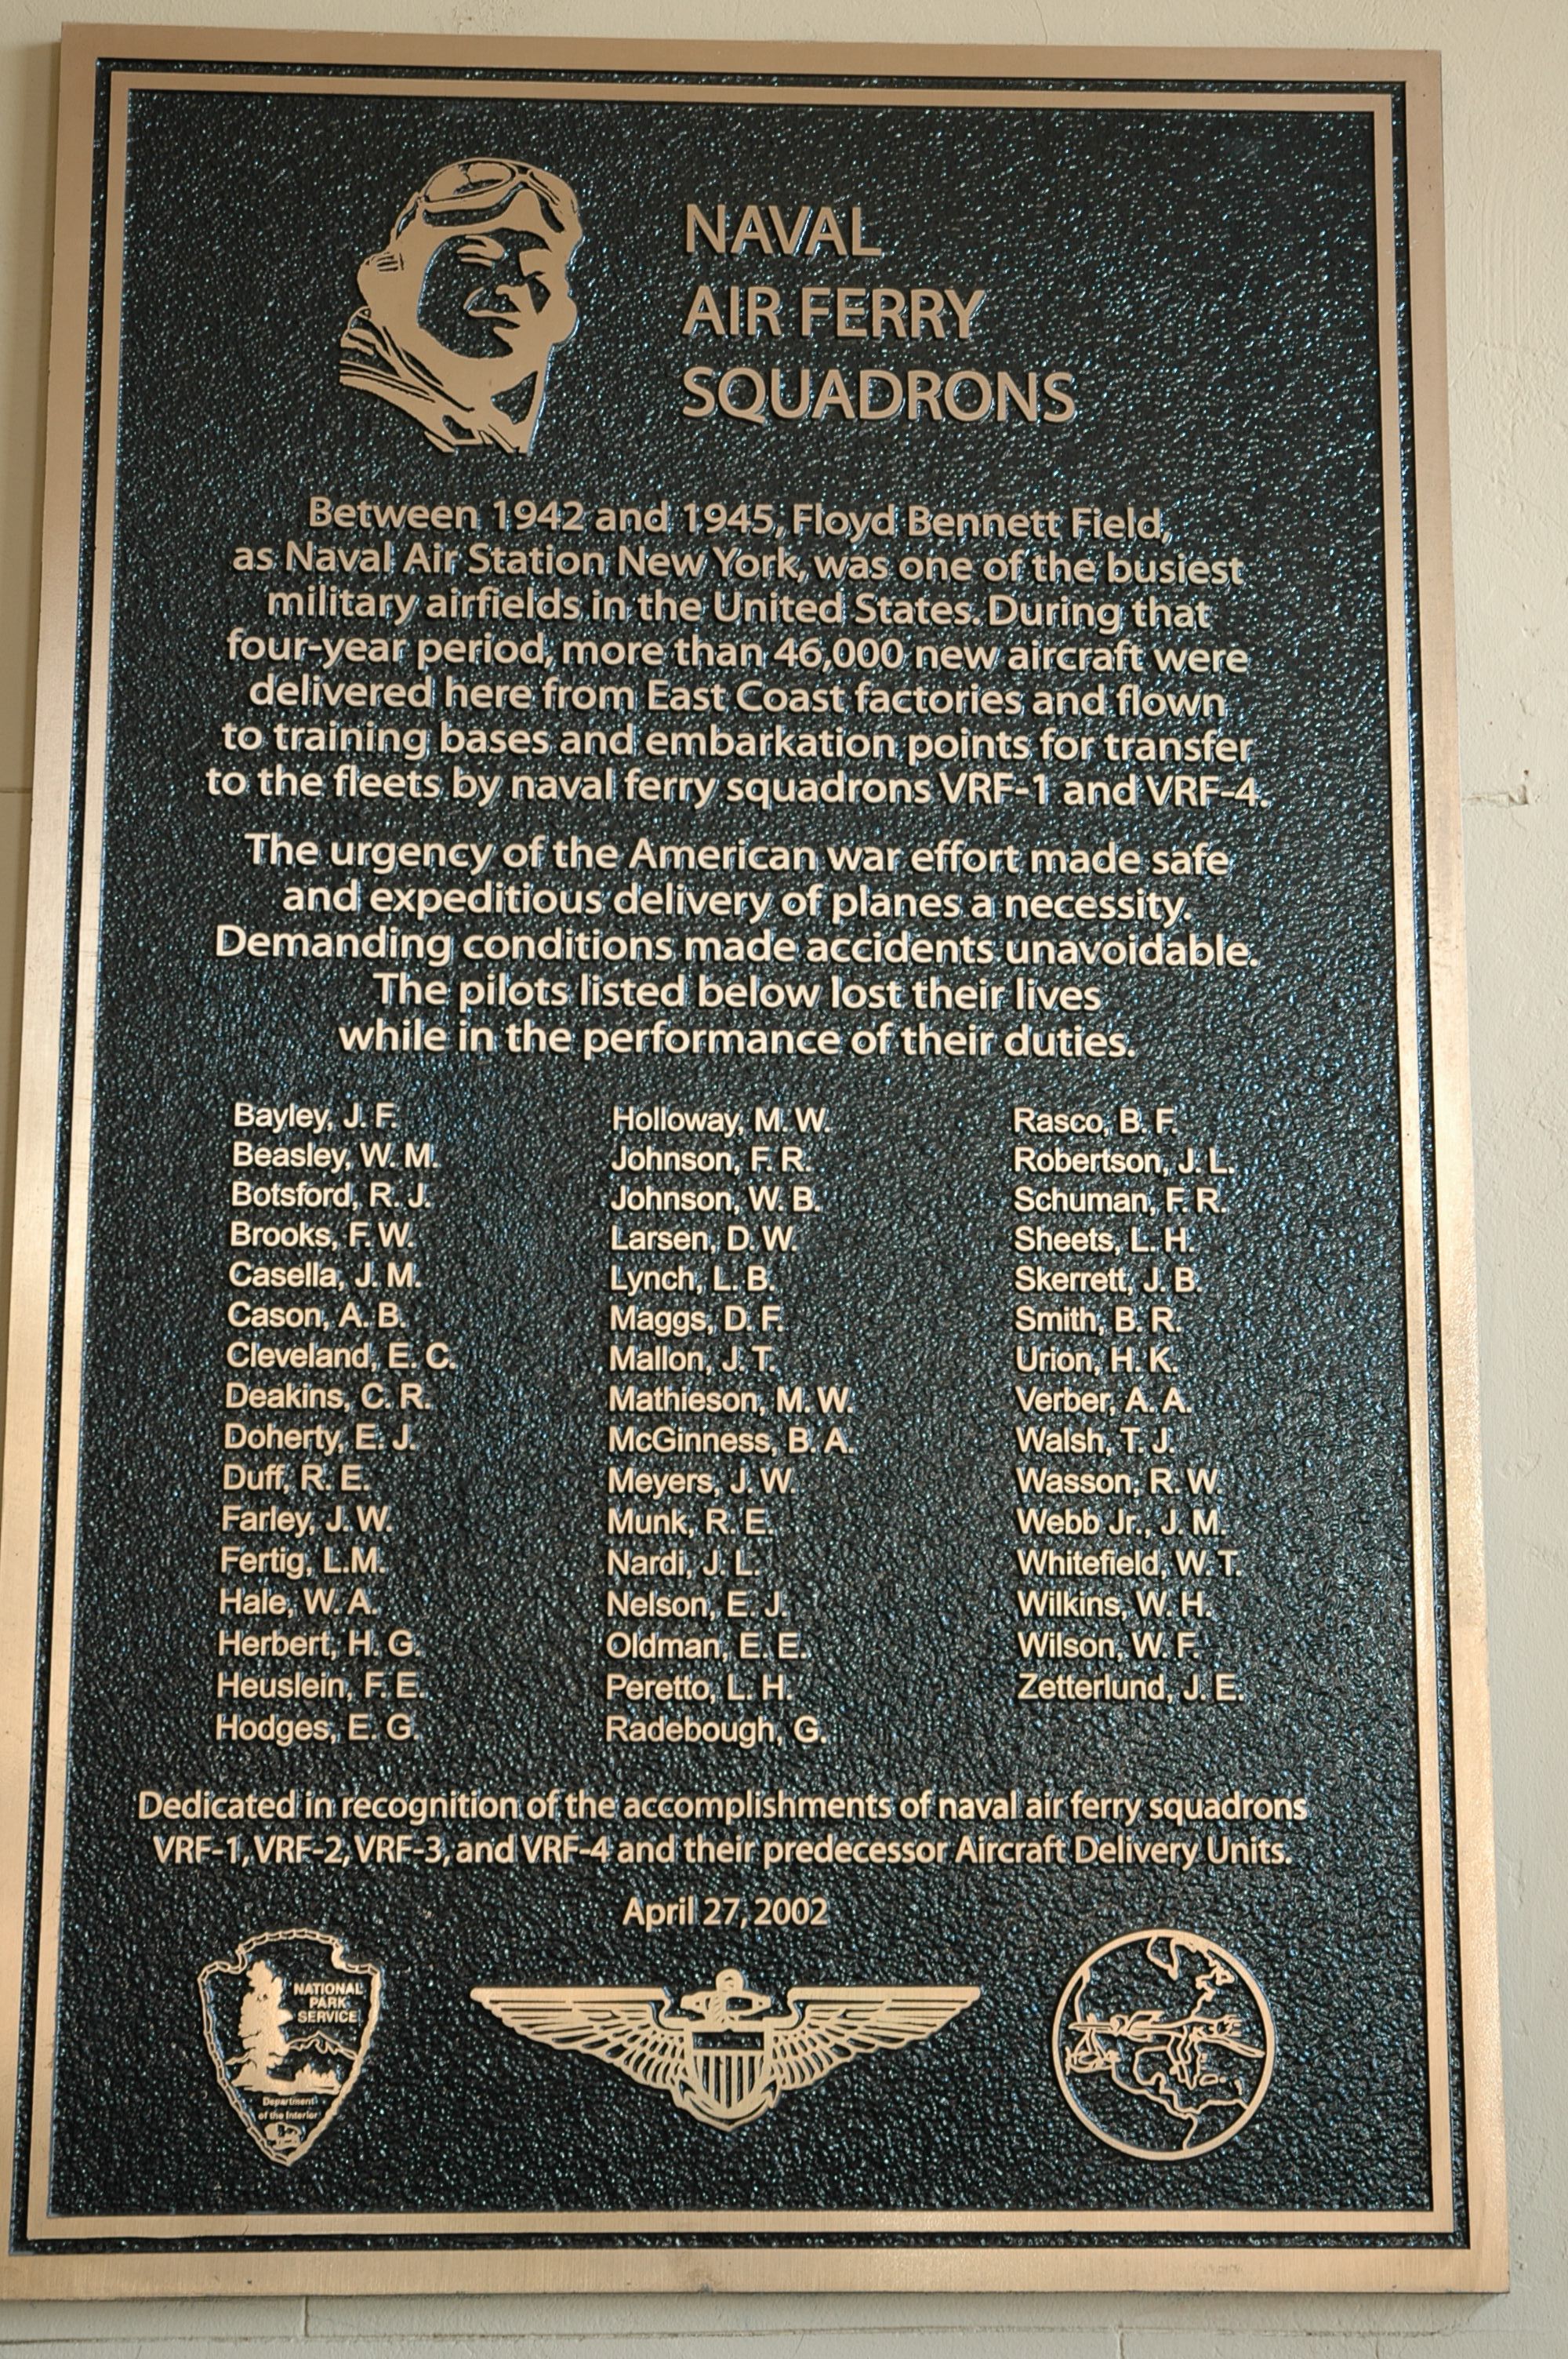 NAVAL
AIR FERRY
SQUADRONS
Between 1942 and 1945, Floyd Bennett Field,
as Naval Air Station New York, was one of the busiest
military airfields in the United States. During that
four-year period, more than 46,000 new aircraft were
delivered here from East Coast factories and flown
to training bases and embarkation points for transfer
to the fleets by naval ferry squadrons VRF-1 and VRF-4.
The urgency of the American war effort made safe
and expeditious delivery of planes a necessity.
Demanding conditions made accidents unavoidable.
The pilots listed below lost their lives
while in the performance of their duties.
Bayley, J. F.
Beasley, W. M.
Botsford, R. J.
Brooks, F. W.
Casella, J. M.
Cason, A. B.
Cleveland, E. C.
Deakins, C. R.
Doherty, E. J.
Duff, R. E.
Farley, J. W.
Fertig, L.M.
Hale, W. A.
Herbert, H. G.
Heuslein, F. E.
Hodges, E. G.
Holloway, M. W.
Johnson, F. R.
Johnson, W. B.
Larsen, D. W.
Lynch, L. B.
Maggs, D. F.
Mallon, J. T.
Mathieson, M. W.
McGinness, B. A.
Meyers, J. W.
Munk, R. E.
Nardi, J. L.
Nelson, E. J.
Oldman, E. E.
Peretto, L. H.
Radebough, G.
Rasco, B. F.
Robertson, J. L.
Schuman, F. R.
Sheets, L. H.
Skerrett, J. B.
Smith, B. R.
Urion, H. K.
Verber, A. A.
Walsh, T. J.
Wasson, R. W.
Webb Jr., J. M.
Whitefield, W. T.
Wilkins, W. H.
Wilson, W. F.
Zetterlund, J. E.
Dedicated in recognition of the accomplishments of naval air ferry squadrons
VRF-1, VRF-2, VRF-3, and VRF-4 and their predecessor Aircraft Delivery Units.
April 27, 2002
NATIONAL
PARK
SERVICE
Department
of the Interior